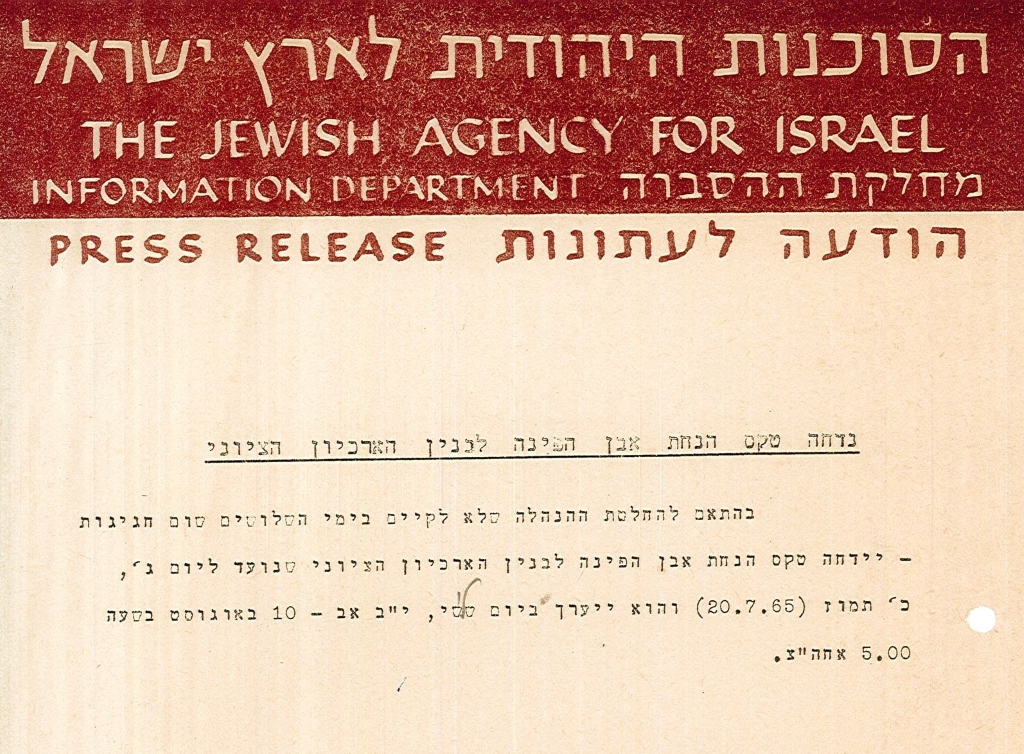 הסוכנות היהודית לארץ ישראל
THE JEWISH AGENCY FOR ISRAEL
INFORMATION DEPARTMENT מחלקת ההסברה
PRESS RELEASE הודעה לעתונות
נדחה טקס הנחת אבן הפינה לבנין הארכיון הציוני
בהתאם להחלטת ההנהלה שלא לקיים בימי השלושים שום חגיגות
– יידחה טקס הנחת אבן הפינה לבנין הארכיון הציוני שנועד ליום ג׳,
כ׳ תמוז (20.7.65) והוא ייערך ביום שלישי, י"ב אב – 10 באוגוסט בשעה
5.00 אחה"צ.